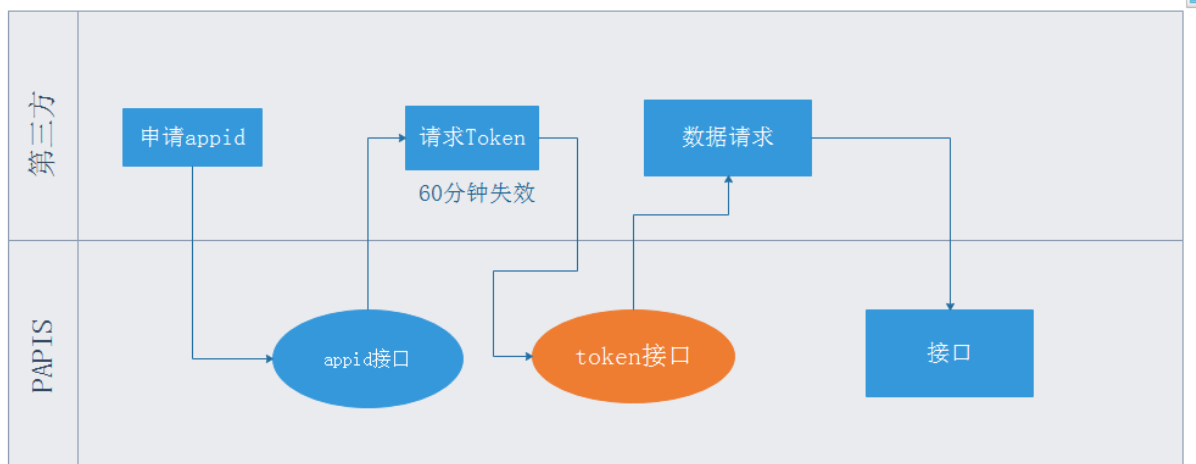 第三方
申请appid
请求Token
数据请求
60分钟失效
PAPIS
appid接口
token接口
接口